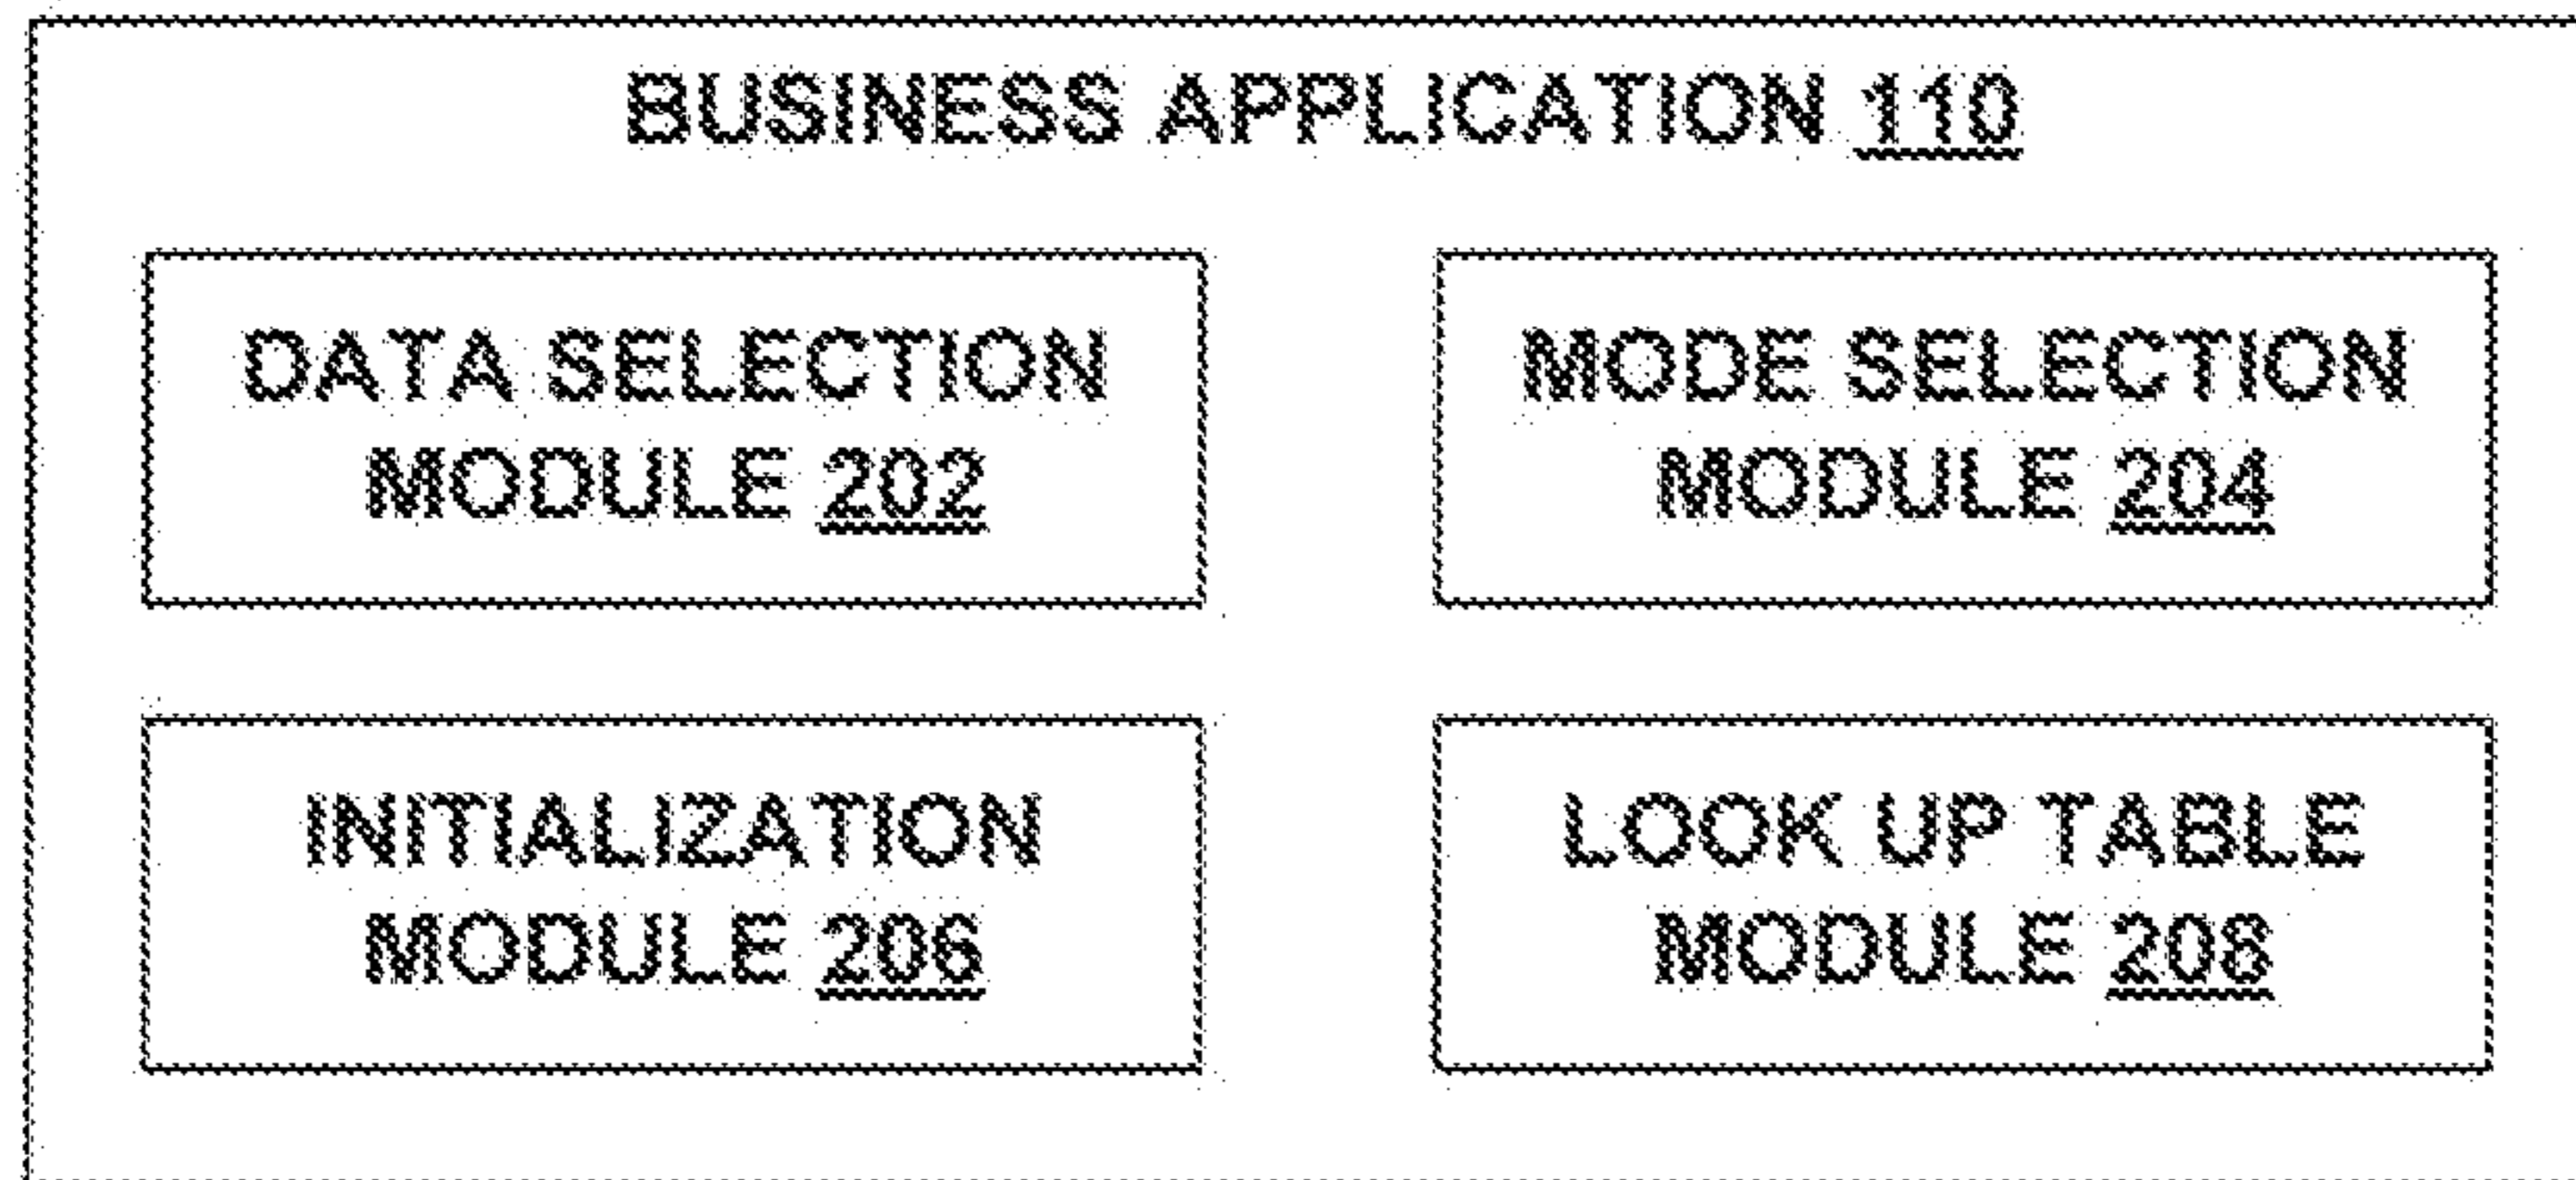 BUSINESS APPLICATION 110
DATA SELECTION
MODULE 202
MODE SELECTION
MODULE 204
INITIALIZATION
MODULE 206
LOOK UP TABLE
MODULE 208